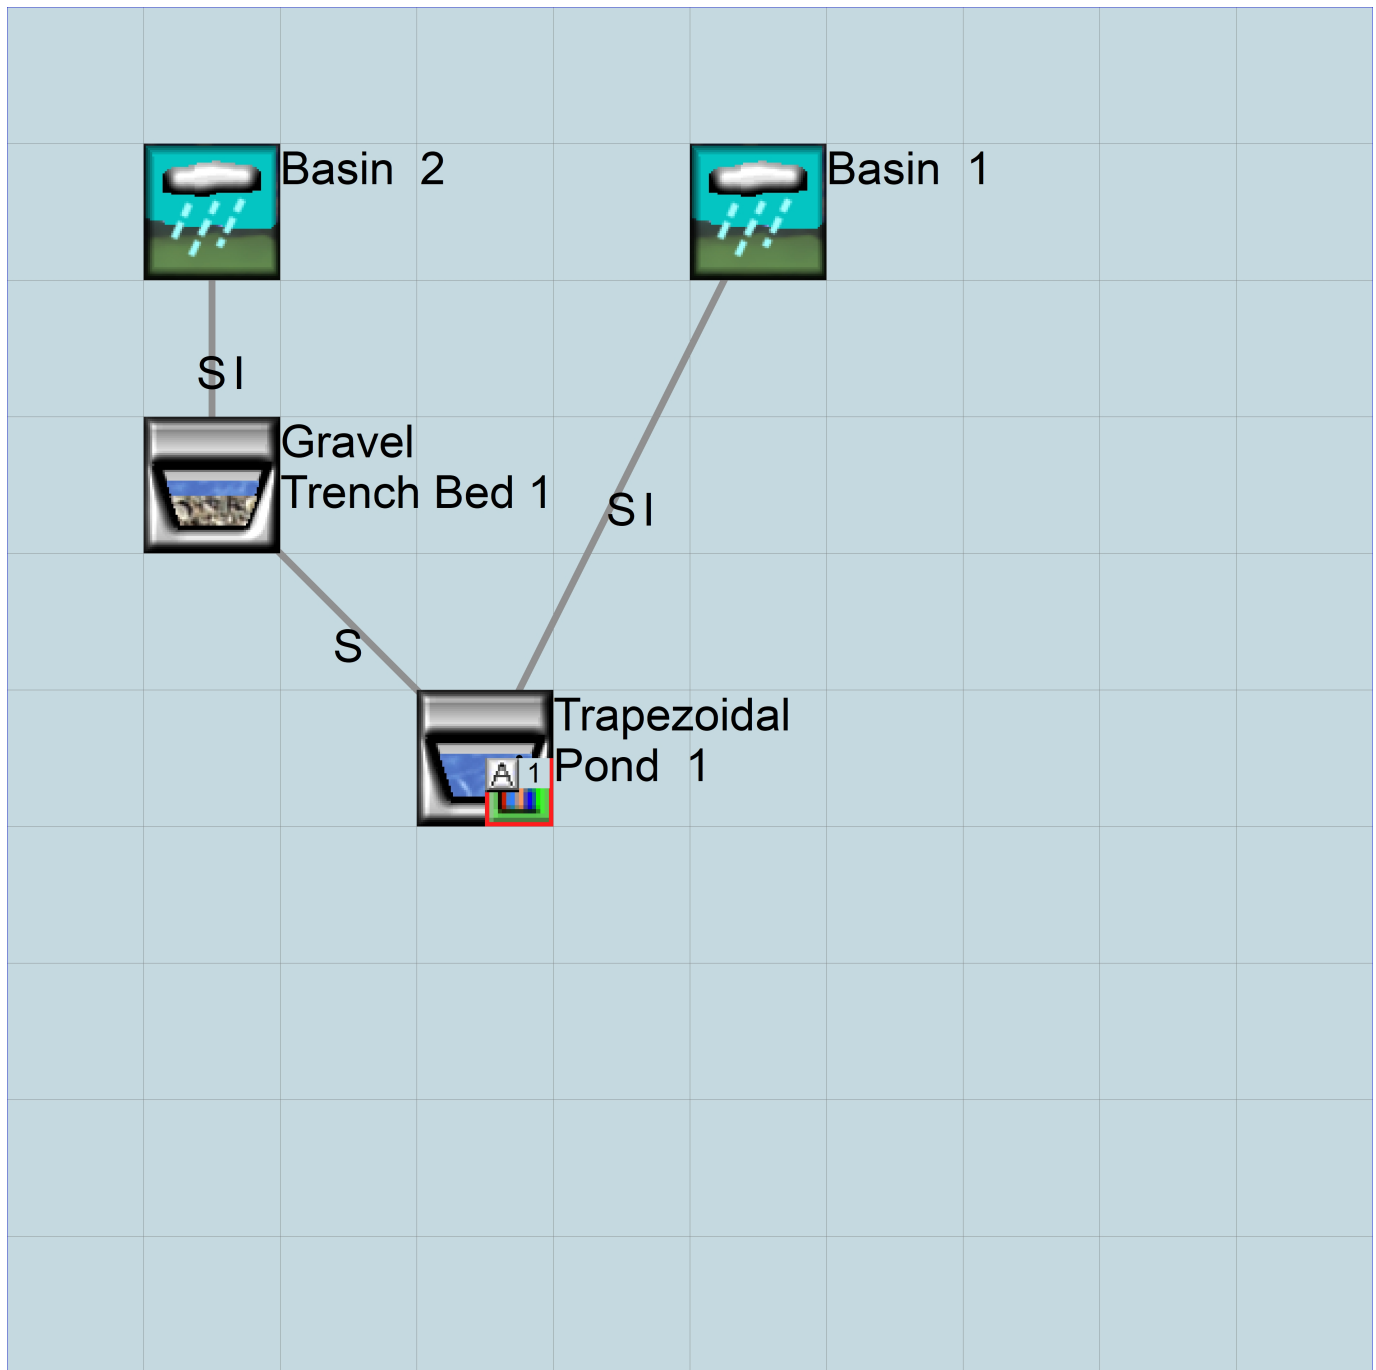 Basin 2
Basin 1
S I
Gravel
Trench Bed 1
S I
S
Trapezoidal
Pond 1
A 1